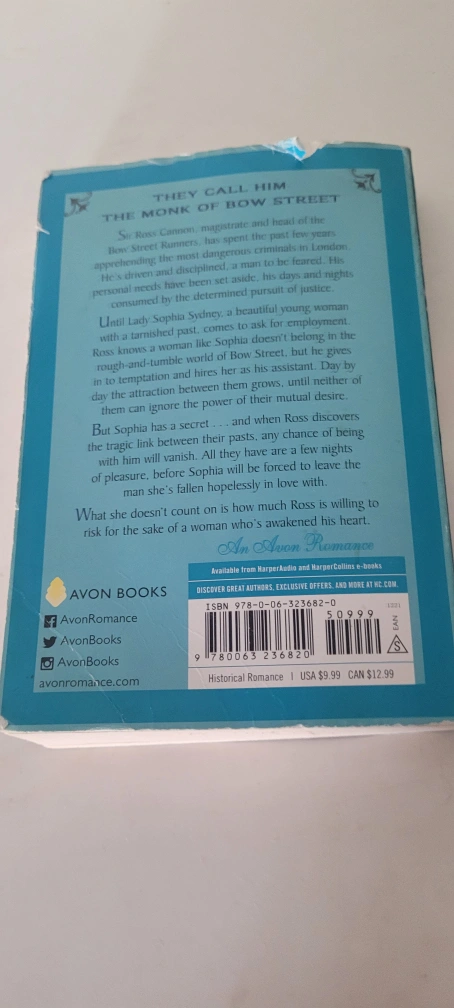 THEY CALL HIM
THE MONK OF BOW STREET
Sir Ross Cannon, magistrate and head of the
Bow Street Runners, has spent the past few years
apprehending the most dangerous criminals in London.
He's driven and disciplined, a man to be feared. His
personal needs have been set aside, his days and nights
consumed by the determined pursuit of justice.
Until Lady Sophia Sydney, a beautiful young woman
with a tarnished past, comes to ask for employment.
Ross knows a woman like Sophia doesn't belong in the
rough-and-tumble world of Bow Street, but he gives
in to temptation and hires her as his assistant. Day by
day the attraction between them grows, until neither of
them can ignore the power of their mutual desire.
But Sophia has a secret . . . and when Ross discovers
the tragic link between their pasts, any chance of being
with him will vanish. All they have are a few nights
of pleasure, before Sophia will be forced to leave the
man she's fallen hopelessly in love with.
What she doesn't count on is how much Ross is willing to
risk for the sake of a woman who's awakened his heart.
An Avon Romance
Available from HarperAudio and HarperCollins e-books
DISCOVER GREAT AUTHORS, EXCLUSIVE OFFERS, AND MORE AT HC.COM.
AVON BOOKS
AvonRomance
AvonBooks
AvonBooks
avonromance.com
ISBN 978-0-06-323682-0
50999
1221
EAN
S
9 780063 236820
Historical Romance | USA $9.99 CAN $12.99